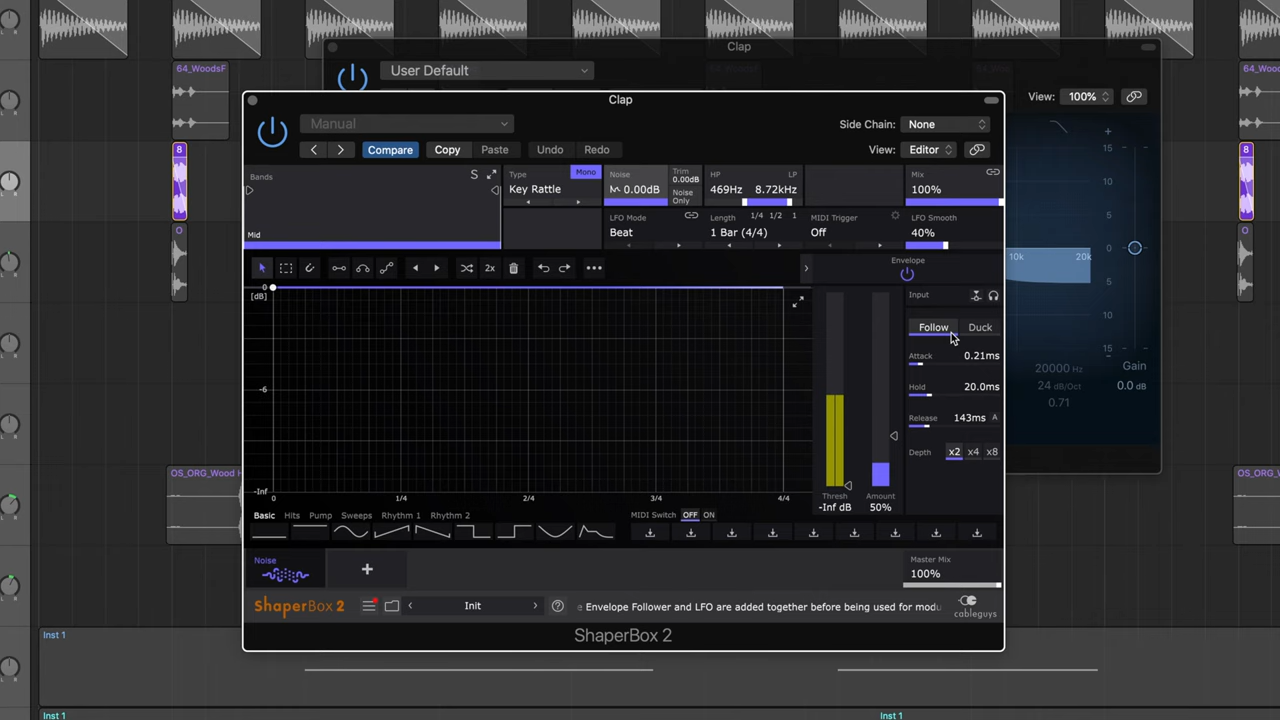 64_WoodsF
64_
Clap
User Default
8
8
Clap
View: 100%
Manual
Side Chain: None
Compare
Copy
Paste
Undo
Redo
View: Editor
Bands
S
Type
Mono
Key Rattle
Noise
0.00dB
Trim
0.00dB
Noise Only
HP
469Hz
LP
8.72kHz
Mix
100%
LFO Mode
Beat
Length
1/4 1/2 1
1 Bar (4/4)
MIDI Trigger
Off
LFO Smooth
40%
Mid
O
O
2x
Envelope
10k
20k
+
5
0
5
10
15
0
[dB]
-6
-Inf
Input
Follow
Duck
Attack
0.21ms
Hold
20.0ms
Release
143ms
A
Depth
x2
x4
x8
20000 Hz
24 dB/Oct
0.71
15
Gain
0.0 dB
0
1/4
2/4
3/4
4/4
Thresh
-Inf dB
Amount
50%
OS_ORG_Wood H
OS_ORG_Wo
Basic
Hits
Pump
Sweeps
Rhythm 1
Rhythm 2
MIDI Switch
OFF
ON
Noise
+
Master Mix
100%
ShaperBox 2
Init
e Envelope Follower and LFO are added together before being used for modu
cableguys
ShaperBox 2
Inst 1
Inst 1
Inst 1